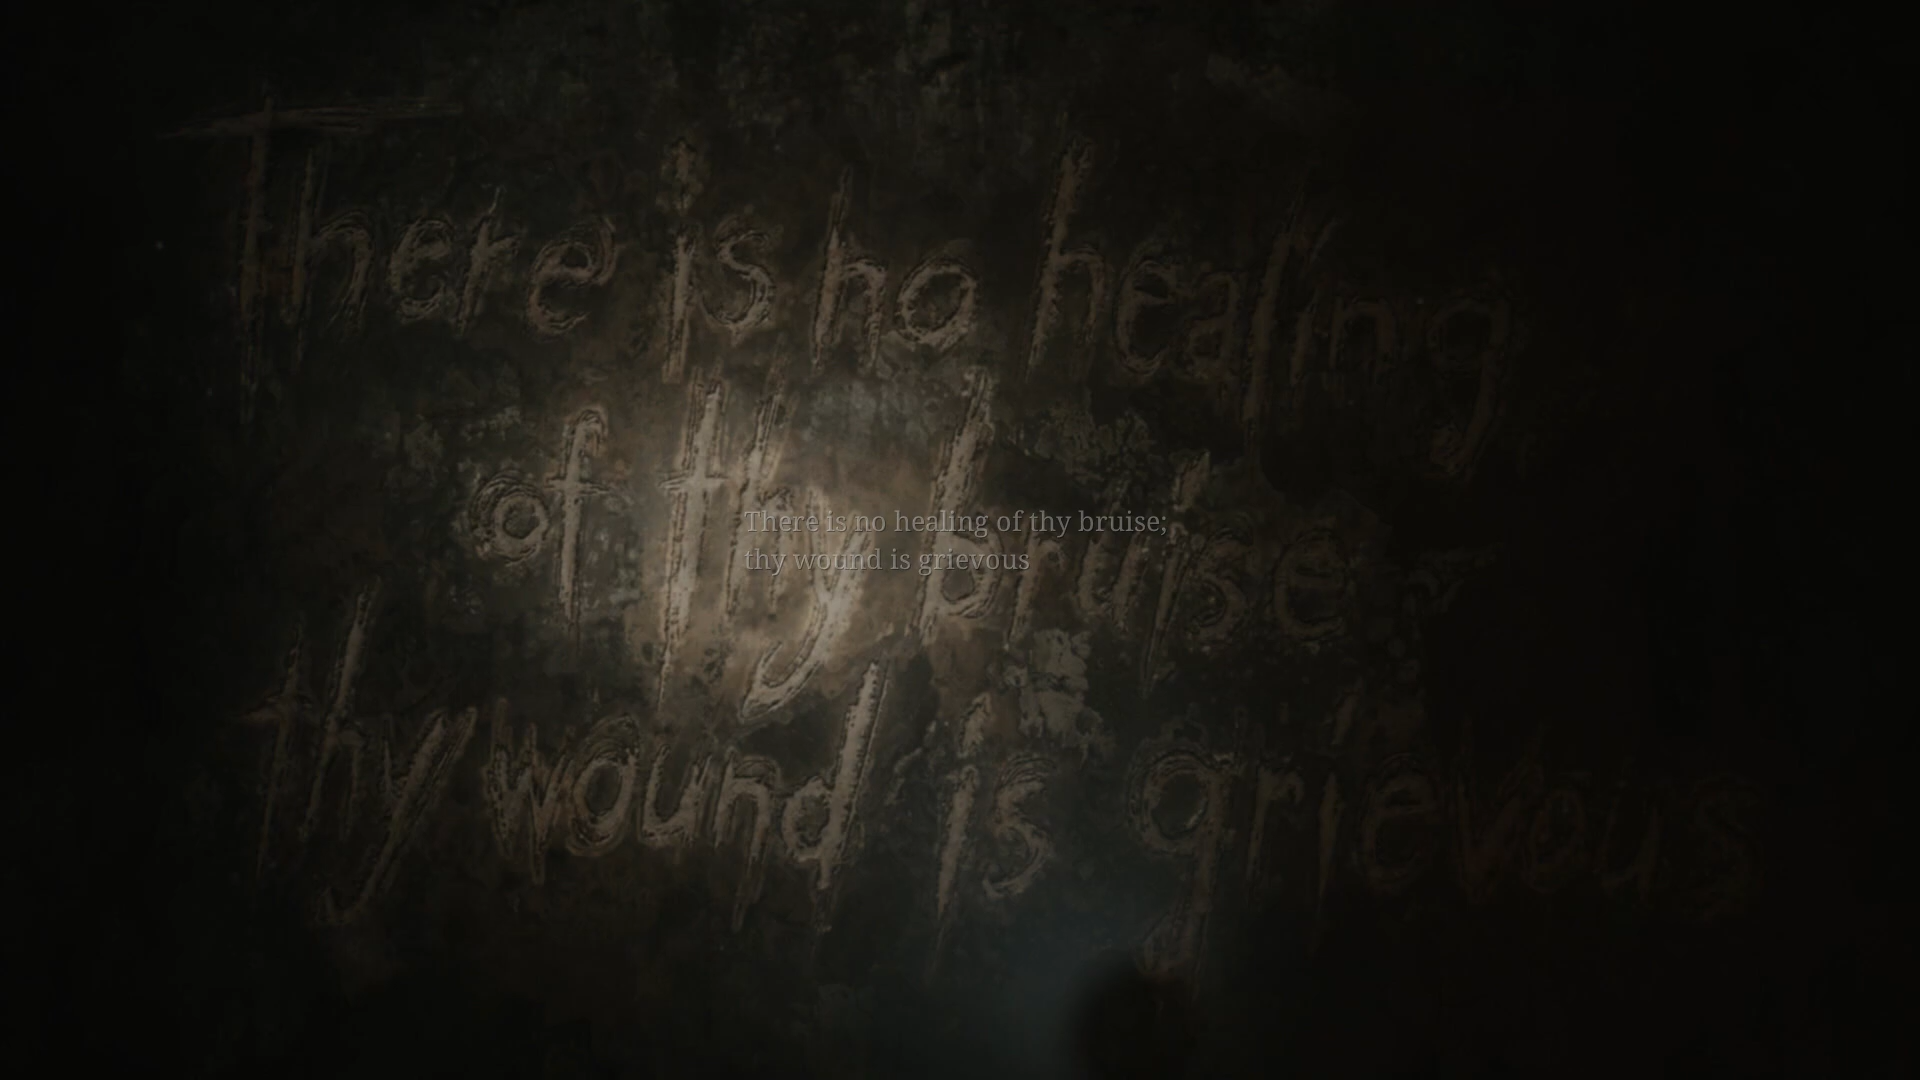 There is no healing
of thy bruise
thy wound is grievous
There is no healing of thy bruise;
thy wound is grievous